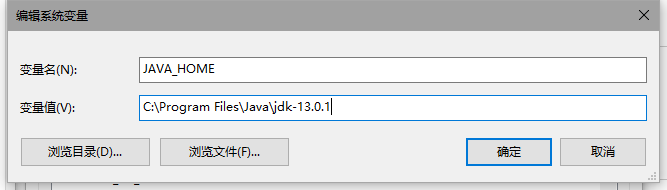 编辑系统变量
变量名(N):
JAVA_HOME
变量值(V):
C:\Program Files\Java\jdk-13.0.1
浏览目录(D)...
浏览文件(F)...
确定
取消